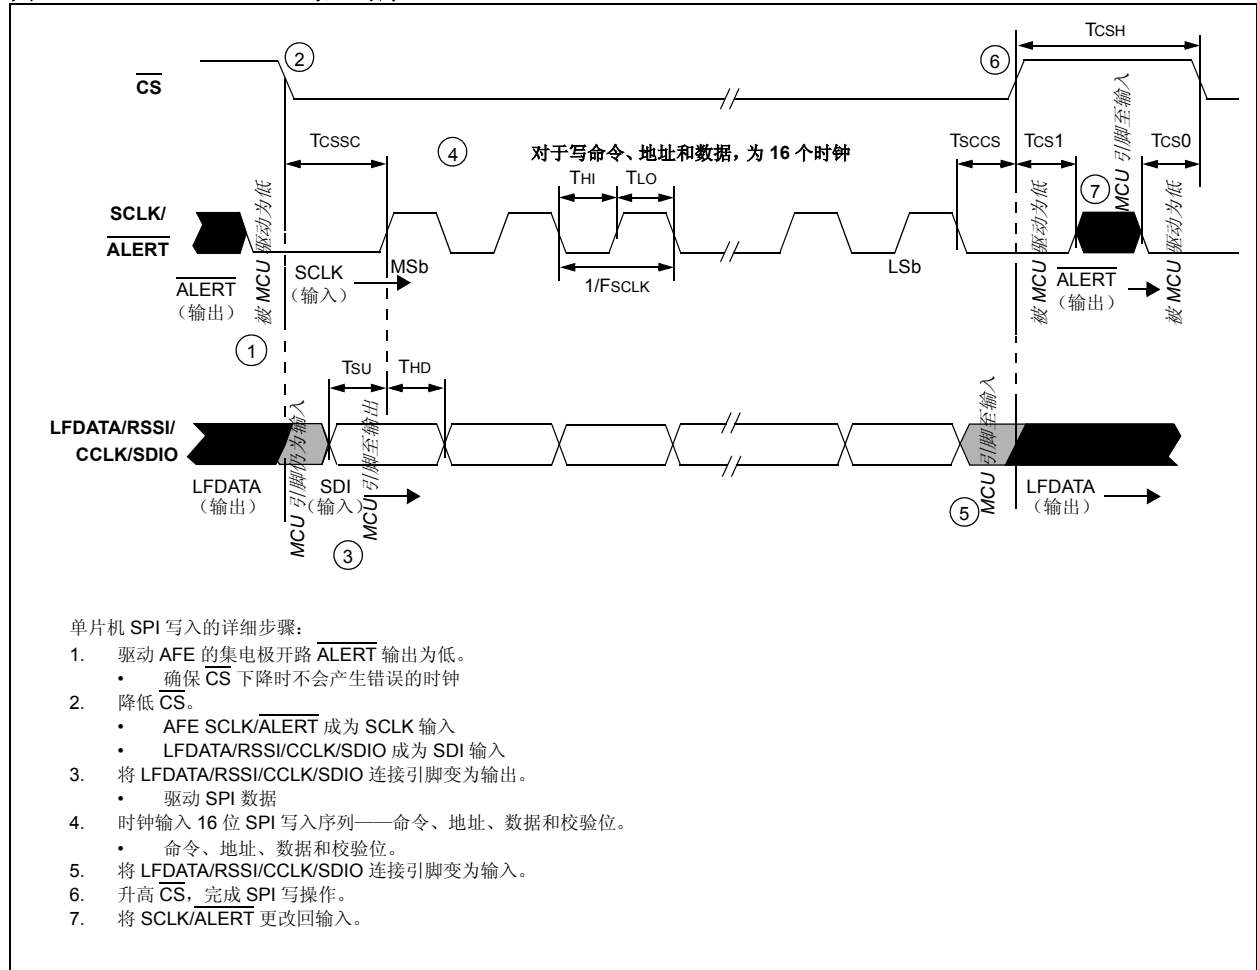 TCSH
2
6
CS
TCSSC
4
对于写命令、地址和数据，为 16 个时钟
TSCCS
TCS1
MCU 引脚至输入
TCS0
THI
TLO
7
SCLK/
ALERT
被 MCU 驱动为低
SCLK
（输入）
MSb
1/FSCLK
LSb
被 MCU 驱动为低
ALERT
（输出）
被 MCU 驱动为低
ALERT
（输出）
1
TSU
THD
LFDATA/RSSI/
CCLK/SDIO
MCU 引脚仍为输入
MCU 引脚至输出
MCU 引脚至输入
LFDATA
（输出）
SDI
（输入）
LFDATA
（输出）
5
3
单片机 SPI 写入的详细步骤：
1. 驱动 AFE 的集电极开路 ALERT 输出为低。
• 确保 CS 下降时不会产生错误的时钟
2. 降低 CS。
• AFE SCLK/ALERT 成为 SCLK 输入
• LFDATA/RSSI/CCLK/SDIO 成为 SDI 输入
3. 将 LFDATA/RSSI/CCLK/SDIO 连接引脚变为输出。
• 驱动 SPI 数据
4. 时钟输入 16 位 SPI 写入序列——命令、地址、数据和校验位。
• 命令、地址、数据和校验位。
5. 将 LFDATA/RSSI/CCLK/SDIO 连接引脚变为输入。
6. 升高 CS，完成 SPI 写操作。
7. 将 SCLK/ALERT 更改回输入。